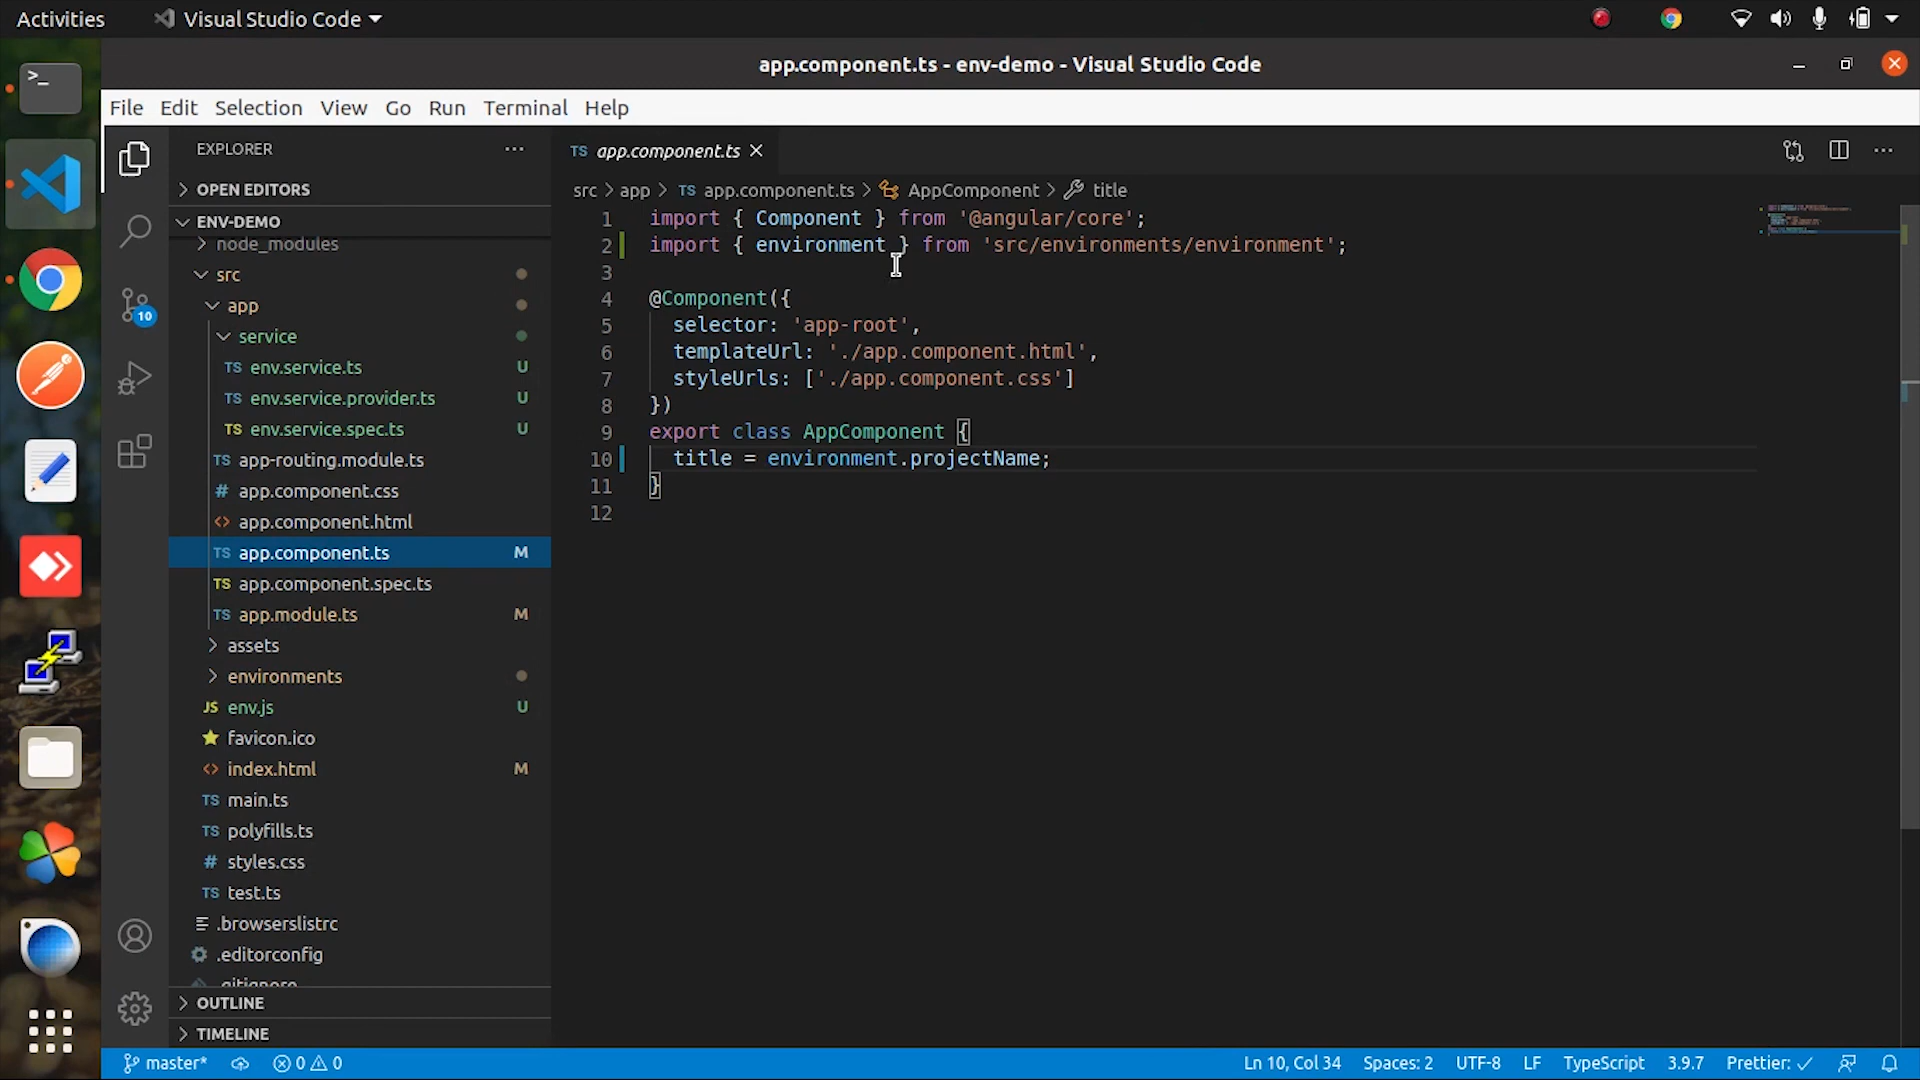 Activities
Visual Studio Code
app.component.ts - env-demo - Visual Studio Code
File Edit Selection View Go Run Terminal Help
EXPLORER
OPEN EDITORS
ENV-DEMO
node_modules
src
app
service
env.service.ts U
env.service.provider.ts U
env.service.spec.ts U
app-routing.module.ts
app.component.css
app.component.html
app.component.ts M
app.component.spec.ts
app.module.ts M
assets
environments
env.js U
favicon.ico
index.html M
main.ts
polyfills.ts
styles.css
test.ts
.browserslistrc
.editorconfig
.gitignore
OUTLINE
TIMELINE
10
TS app.component.ts
src > app > TS app.component.ts > AppComponent > title
1 import { Component } from '@angular/core';
2 import { environment } from 'src/environments/environment';
3
4 @Component({
5 selector: 'app-root',
6 templateUrl: './app.component.html',
7 styleUrls: ['./app.component.css']
8 })
9 export class AppComponent {
10 title = environment.projectName;
11 }
12
master* 0 0 Ln 10, Col 34 Spaces: 2 UTF-8 LF TypeScript 3.9.7 Prettier: ✓